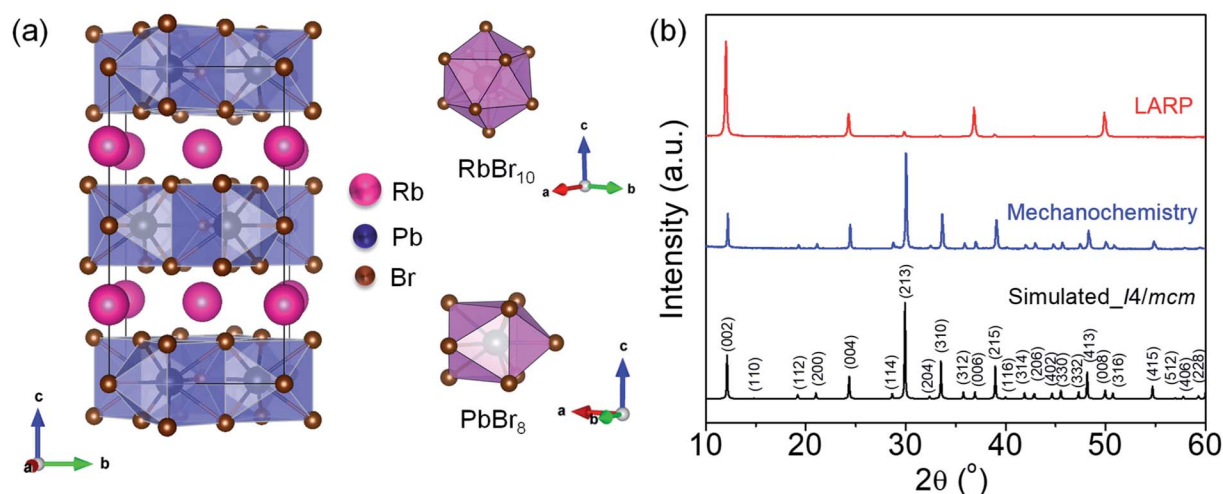 (a)
c
a
b
Rb
Pb
Br
RbBr₁₀
c
a
b
PbBr₈
c
a
b
(b)
Intensity (a.u.)
LARP
Mechanochemistry
Simulated_I4/mcm
(002)
(110)
(112)
(200)
(004)
(114)
(213)
(204)
(310)
(312)
(006)
(215)
(116)
(314)
(206)
(402)
(330)
(332)
(413)
(008)
(316)
(415)
(512)
(406)
(228)
10
20
30
40
50
60
2θ (°)